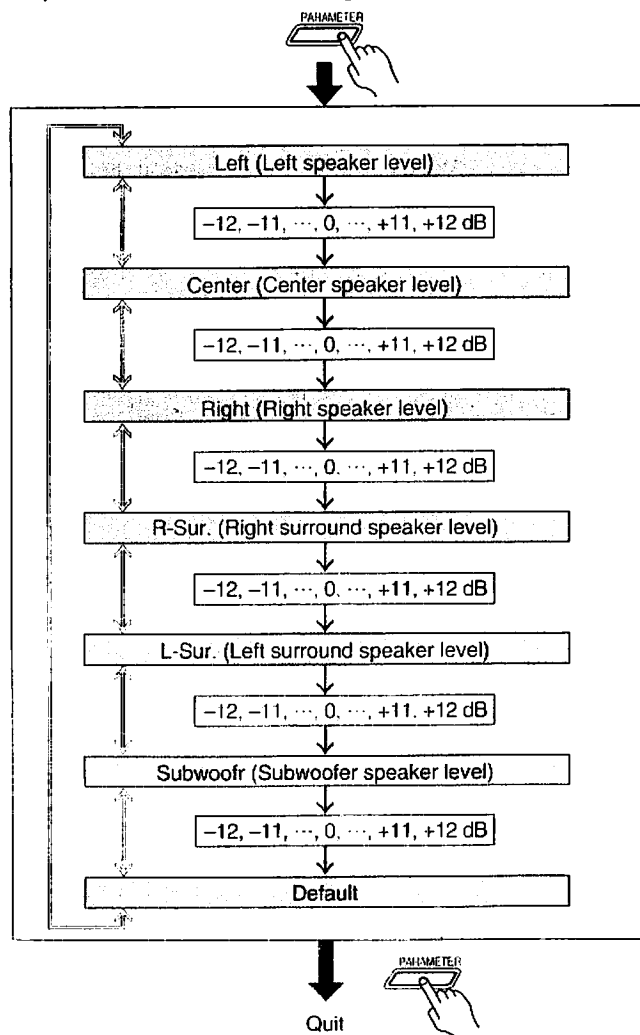 PARAMETER
Left (Left speaker level)
−12, −11, ···, 0, ···, +11, +12 dB
Center (Center speaker level)
−12, −11, ···, 0, ···, +11, +12 dB
Right (Right speaker level)
−12, −11, ···, 0, ···, +11, +12 dB
R-Sur. (Right surround speaker level)
−12, −11, ···, 0, ···, +11, +12 dB
L-Sur. (Left surround speaker level)
−12, −11, ···, 0, ···, +11, +12 dB
Subwoofr (Subwoofer speaker level)
−12, −11, ···, 0, ···, +11, +12 dB
Default
PARAMETER
Quit